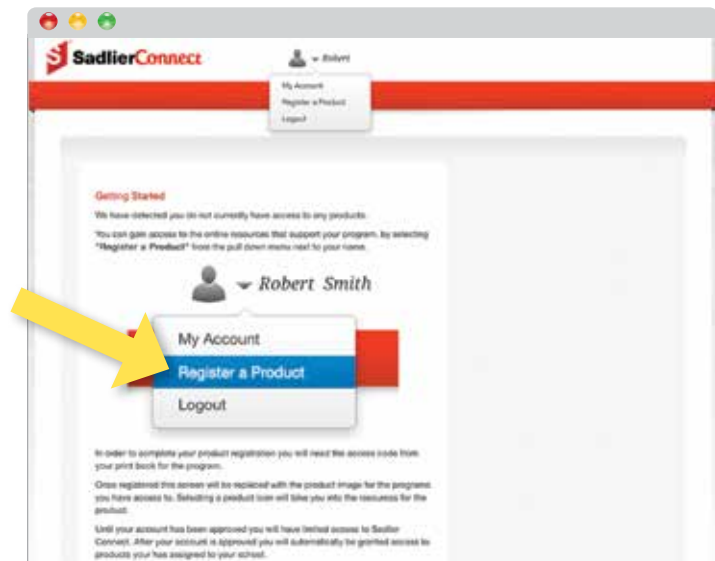 SadlierConnect
Robert
My Account
Register a Product
Logout
Getting Started
We have detected you do not currently have access to any products.
You can gain access to the online resources that support your program, by selecting
"Register a Product" from the pull down menu next to your name.
Robert Smith
My Account
Register a Product
Logout
In order to complete your product registration you will need the access code from
your print book for the program.
Once registered this screen will be replaced with the product image for the programs
you have access to. Selecting a product icon will take you into the resources for the
product.
Until your account has been approved you will have limited access to Sadlier
Connect. After your account is approved you will automatically be granted access to
products your has assigned to your school.